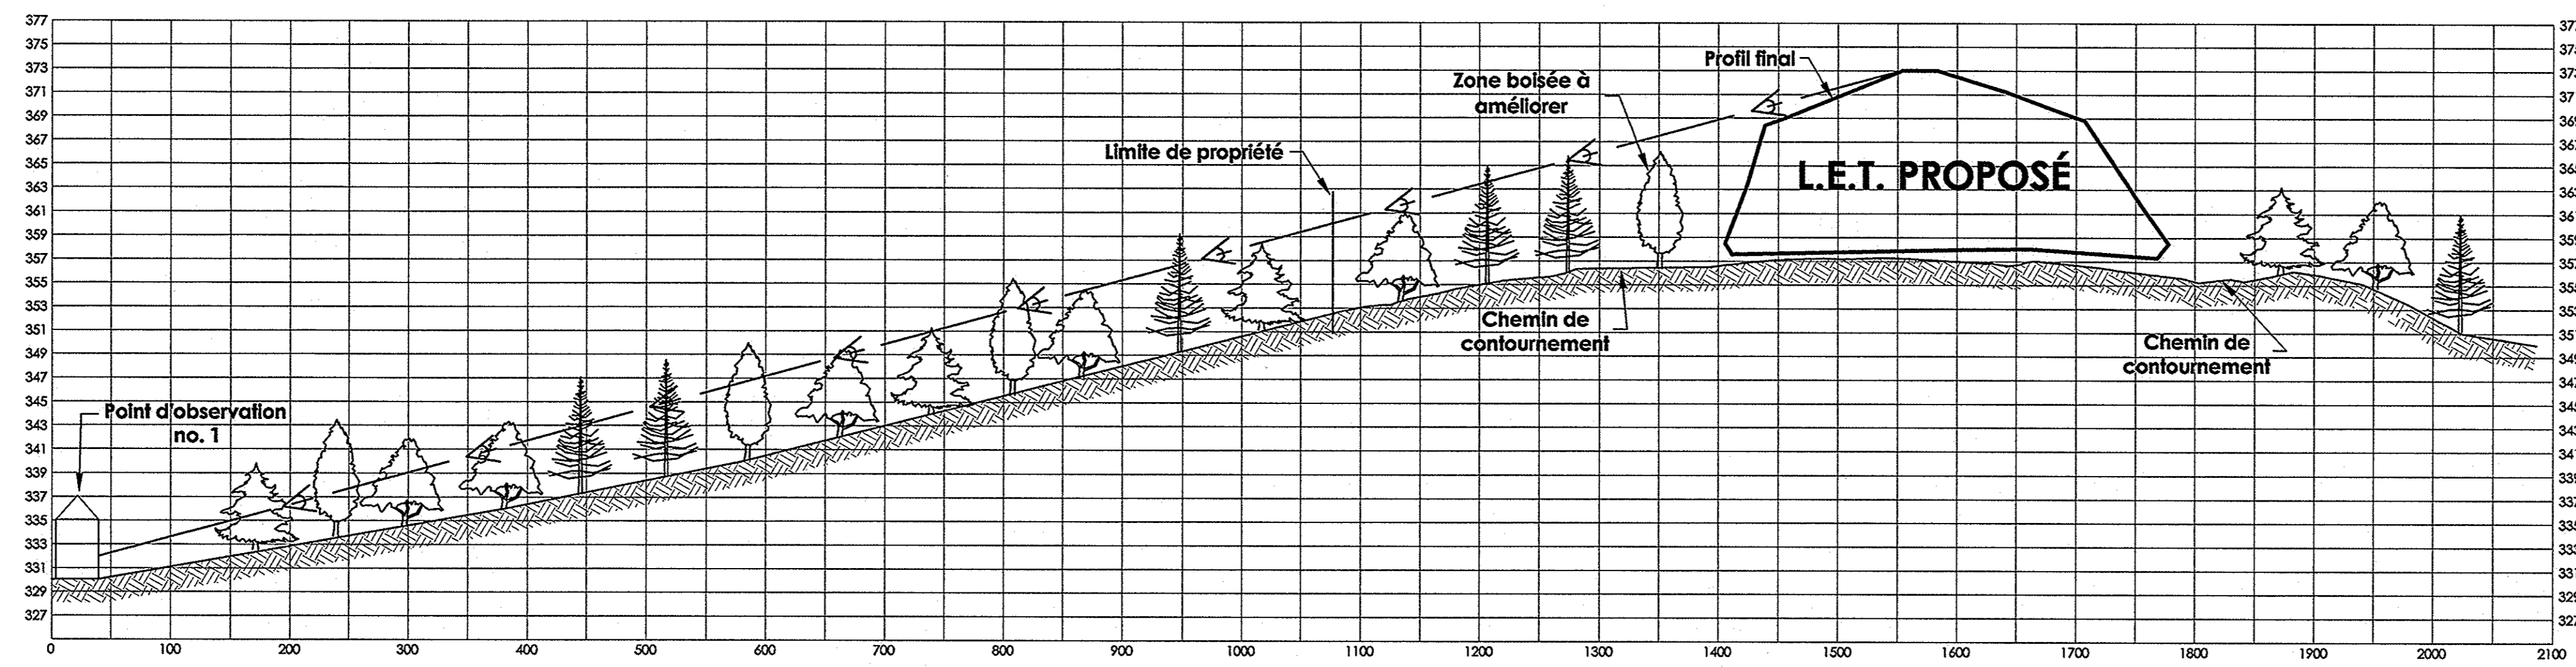 377
375
373
371
369
367
365
363
361
359
357
355
353
351
349
347
345
343
341
339
337
335
333
331
329
327
Profil final
Zone boisée à
améliorer
Limite de propriété
L.E.T. PROPOSÉ
Chemin de
contournement
Chemin de
contournement
Point d'observation
no. 1
0 100 200 300 400 500 600 700 800 900 1000 1100 1200 1300 1400 1500 1600 1700 1800 1900 2000 2100